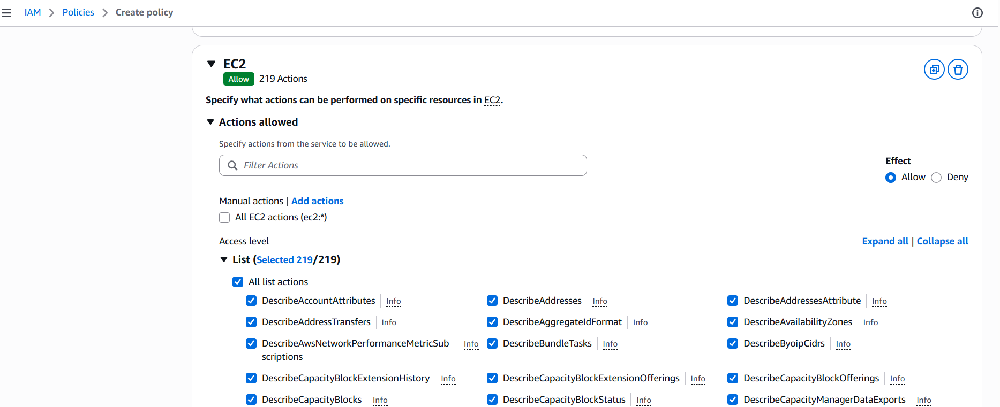 IAM > Policies > Create policy
EC2
Allow 219 Actions
Specify what actions can be performed on specific resources in EC2.
Actions allowed
Specify actions from the service to be allowed.
Filter Actions
Effect
Allow Deny
Manual actions | Add actions
All EC2 actions (ec2:*)
Access level Expand all | Collapse all
List (Selected 219/219)
All list actions
DescribeAccountAttributes Info DescribeAddresses Info DescribeAddressesAttribute Info
DescribeAddressTransfers Info DescribeAggregateIdFormat Info DescribeAvailabilityZones Info
DescribeAwsNetworkPerformanceMetricSub Info DescribeBundleTasks Info DescribeByoipCidrs Info
scriptions
DescribeCapacityBlockExtensionHistory Info DescribeCapacityBlockExtensionOfferings Info DescribeCapacityBlockOfferings Info
DescribeCapacityBlocks Info DescribeCapacityBlockStatus Info DescribeCapacityManagerDataExports Info